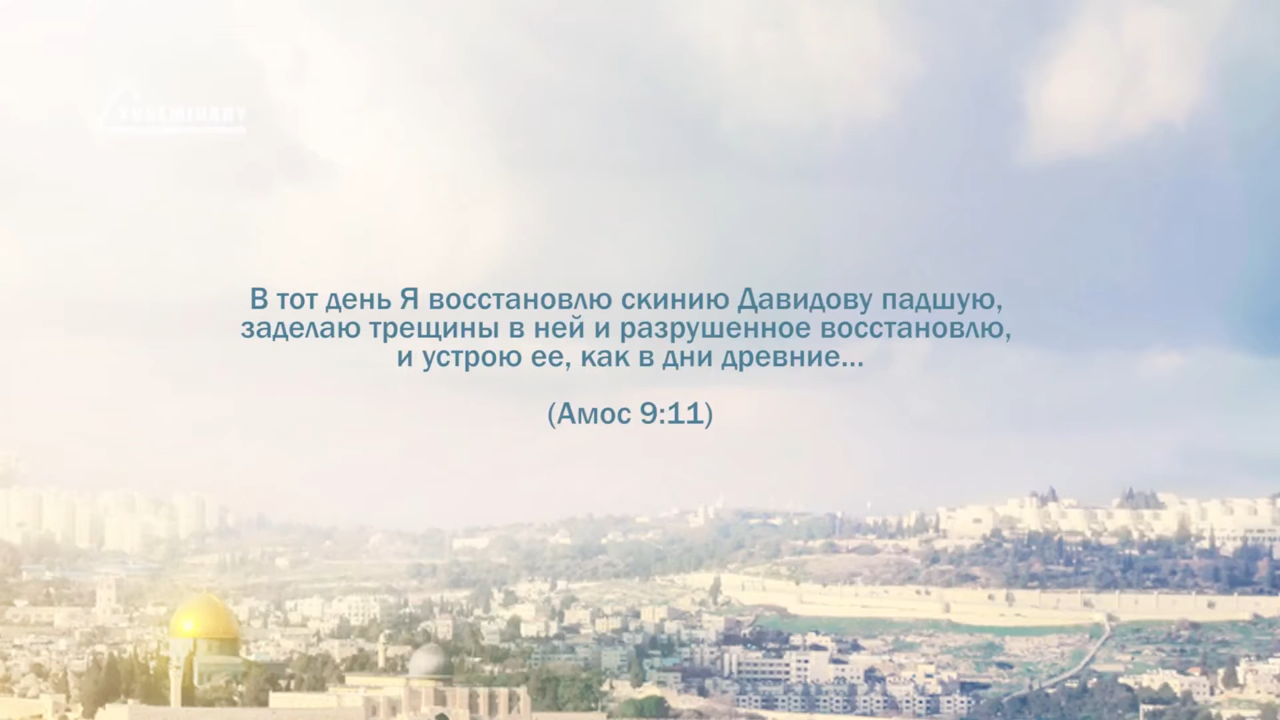 В тот день Я восстановлю скинию Давидову падшую,
заделаю трещины в ней и разрушенное восстановлю,
и устрою ее, как в дни древние...
(Амос 9:11)